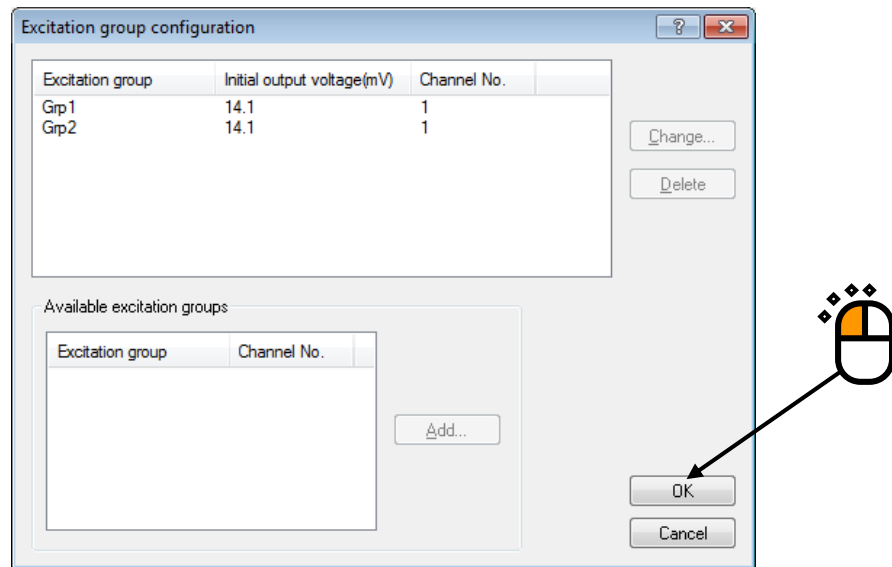 Excitation group configuration
Excitation group Initial output voltage(mV) Channel No.
Grp1 14.1 1
Grp2 14.1 1
Change...
Delete
Available excitation groups
Excitation group Channel No.
Add...
OK
Cancel